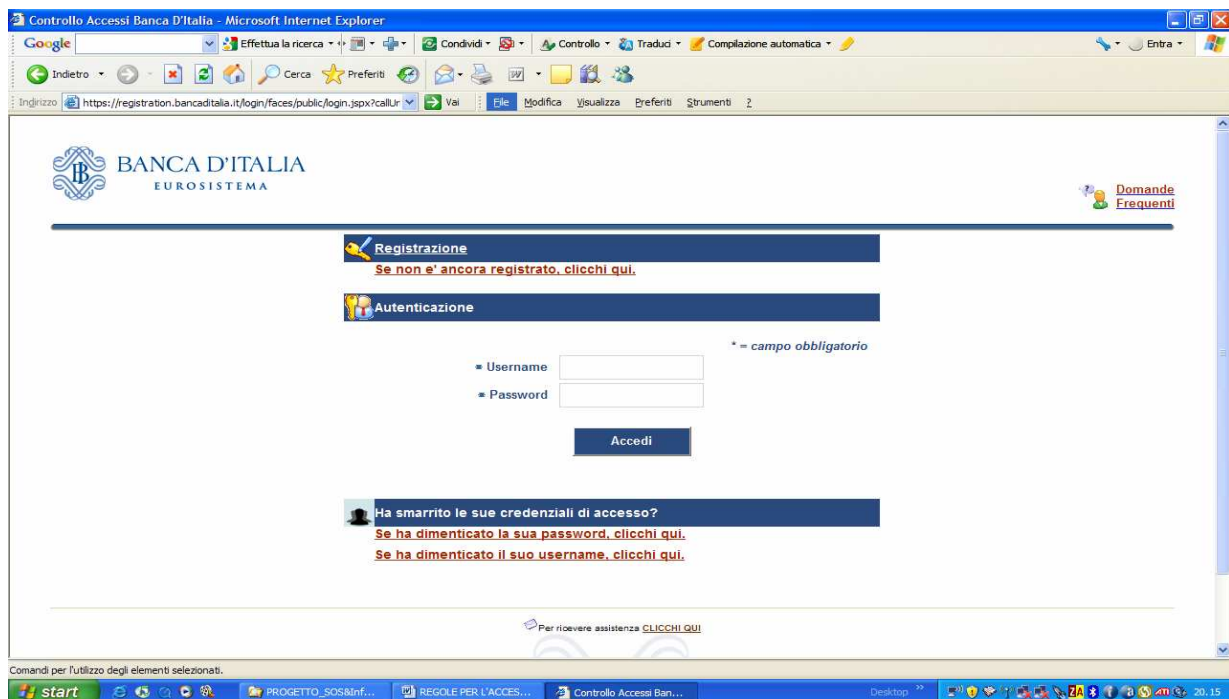 Controllo Accessi Banca D'Italia - Microsoft Internet Explorer
Google Effettua la ricerca Condividi Controllo Traduci Compilazione automatica Entra
Indietro Cerca Preferiti
Indirizzo https://registration.bancaditalia.it/login/faces/public/login.jspx?callUr Vai File Modifica Visualizza Preferiti Strumenti ?
BANCA D'ITALIA
EUROSISTEMA
Domande
Frequenti
Registrazione
Se non e' ancora registrato, clicchi qui.
Autenticazione
* = campo obbligatorio
* Username
* Password
Accedi
Ha smarrito le sue credenziali di accesso?
Se ha dimenticato la sua password, clicchi qui.
Se ha dimenticato il suo username, clicchi qui.
Per ricevere assistenza CLICCHI QUI
Comandi per l'utilizzo degli elementi selezionati.
start PROGETTO_SOS&Inf... REGOLE PER L'ACCES... Controllo Accessi Ban... Desktop 20.15